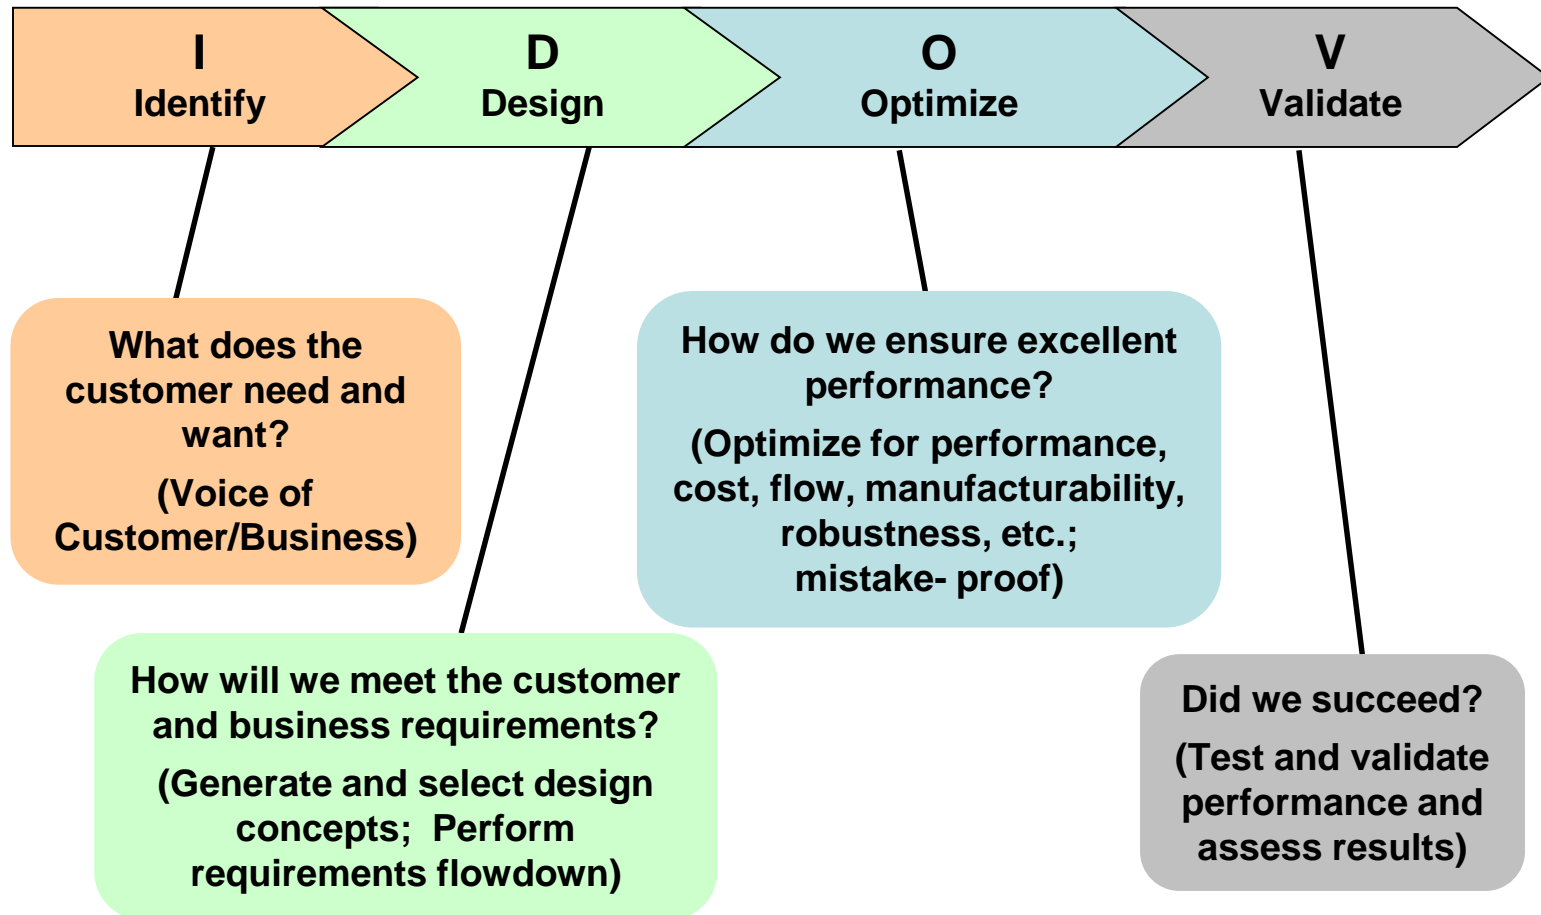 I
Identify
D
Design
O
Optimize
V
Validate
What does the
customer need and
want?
(Voice of
Customer/Business)
How will we meet the customer
and business requirements?
(Generate and select design
concepts;  Perform
requirements flowdown)
How do we ensure excellent
performance?
(Optimize for performance,
cost, flow, manufacturability,
robustness, etc.;
mistake- proof)
Did we succeed?
(Test and validate
performance and
assess results)